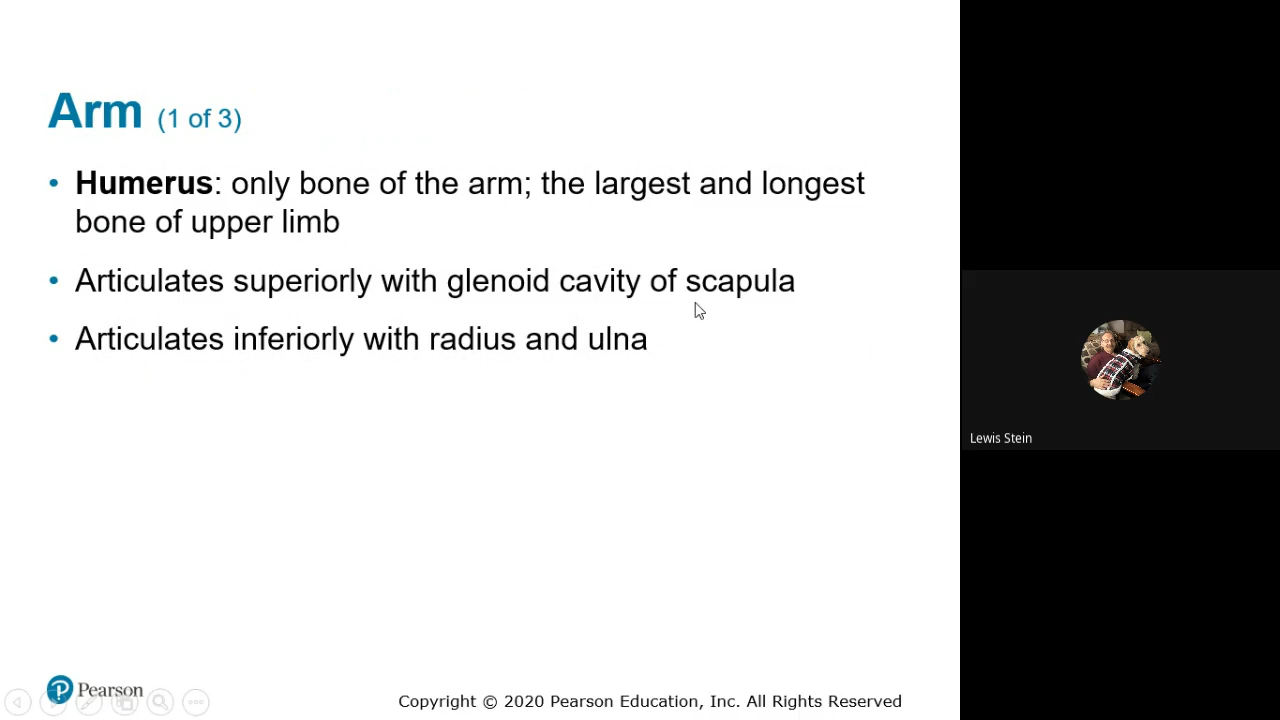 Arm (1 of 3)
• Humerus: only bone of the arm; the largest and longest
bone of upper limb
• Articulates superiorly with glenoid cavity of scapula
• Articulates inferiorly with radius and ulna
Lewis Stein
Pearson
Copyright © 2020 Pearson Education, Inc. All Rights Reserved